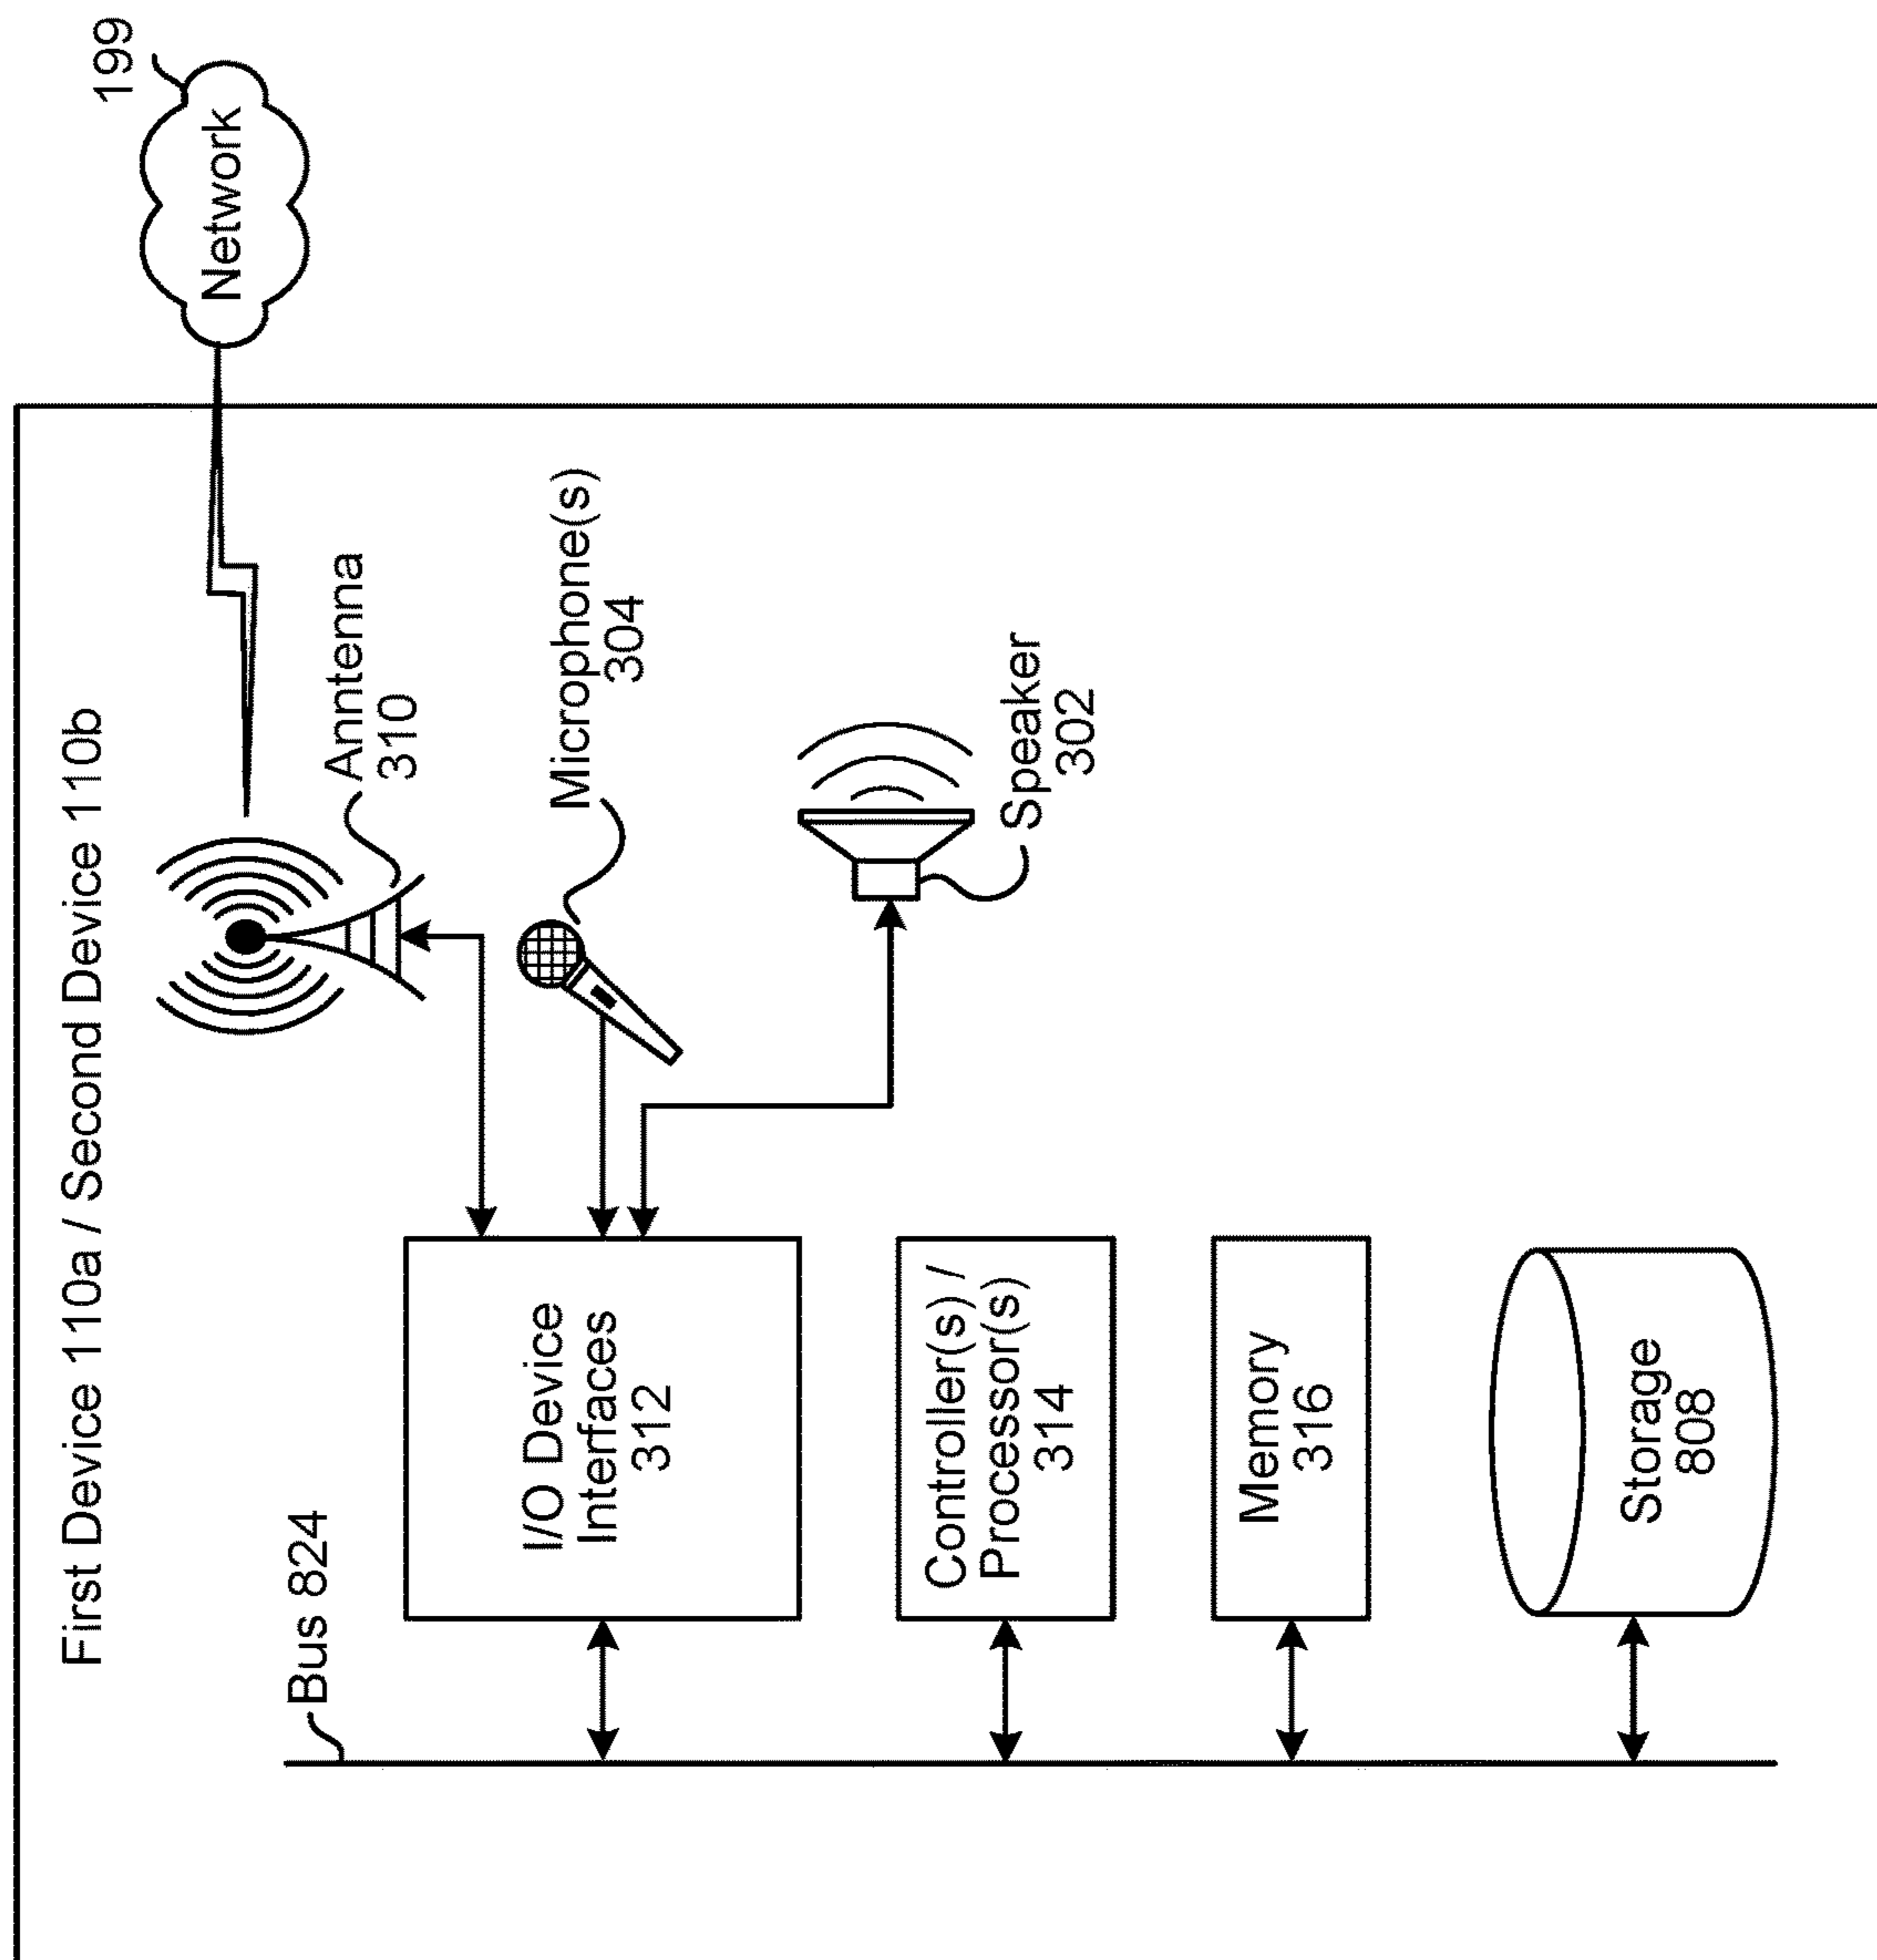 First Device 110a / Second Device 110b
Bus 824
199
Network
Anntenna
310
Microphone(s)
304
Speaker
302
I/O Device
Interfaces
312
Controller(s) /
Processor(s)
314
Memory
316
Storage
808